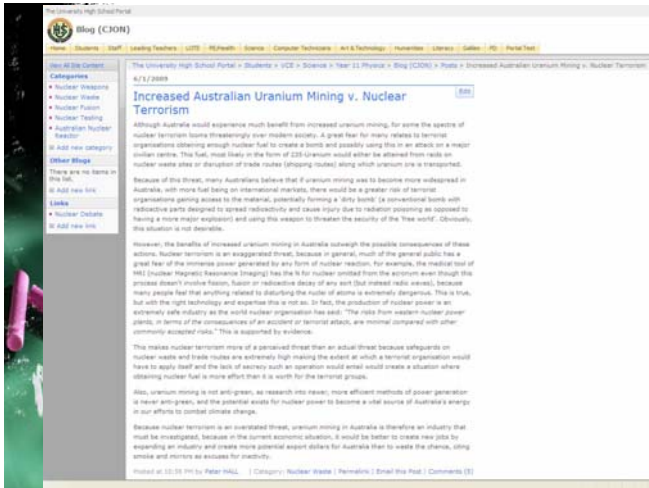 The University High School Portal
Blog (CJON)
Home Students Staff Leading Teachers LOTE PE/Health Science Computer Technicians Art & Technology Humanities Literacy Galileo PD Portal Test
View All Site Content
Categories
Nuclear Weapons
Nuclear Waste
Nuclear Fusion
Nuclear Testing
Australian Nuclear
Reactor
Add new category
Other Blogs
There are no items in
this list.
Add new link
Links
Nuclear Debate
Add new link
The University High School Portal > Students > VCE > Science > Year 11 Physics > Blog (CJON) > Posts > Increased Australian Uranium Mining v. Nuclear Terrorism
6/1/2009
Edit
Increased Australian Uranium Mining v. Nuclear
Terrorism
Although Australia would experience much benefit from increased uranium mining, for some the spectre of
nuclear terrorism looms threateningly over modern society. A great fear for many relates to terrorist
organisations obtaining enough nuclear fuel to create a bomb and possibly using this in an attack on a major
civilian centre. This fuel, most likely in the form of 235-Uranium would either be attained from raids on
nuclear waste sites or disruption of trade routes (shipping routes) along which uranium ore is transported.
Because of this threat, many Australians believe that if uranium mining was to become more widespread in
Australia, with more fuel being on international markets, there would be a greater risk of terrorist
organisations gaining access to the material, potentially forming a 'dirty bomb' (a conventional bomb with
radioactive parts designed to spread radioactivity and cause injury due to radiation poisoning as opposed to
having a more major explosion) and using this weapon to threaten the security of the 'free world'. Obviously,
this situation is not desirable.
However, the benefits of increased uranium mining in Australia outweigh the possible consequences of these
actions. Nuclear terrorism is an exaggerated threat, because in general, much of the general public has a
great fear of the immense power generated by any form of nuclear reaction. For example, the medical tool of
MRI (nuclear Magnetic Resonance Imaging) has the N for nuclear omitted from the acronym even though this
process doesn't involve fission, fusion or radioactive decay of any sort (but instead radio waves), because
many people feel that anything related to disturbing the nuclei of atoms is extremely dangerous. This is true,
but with the right technology and expertise this is not so. In fact, the production of nuclear power is an
extremely safe industry as the world nuclear organisation has said: "The risks from western nuclear power
plants, in terms of the consequences of an accident or terrorist attack, are minimal compared with other
commonly accepted risks." This is supported by evidence.
This makes nuclear terrorism more of a perceived threat than an actual threat because safeguards on
nuclear waste and trade routes are extremely high making the extent at which a terrorist organisation would
have to apply itself and the lack of secrecy such an operation would entail would create a situation where
obtaining nuclear fuel is more effort than it is worth for the terrorist groups.
Also, uranium mining is not anti-green, as research into newer, more efficient methods of power generation
is never anti-green, and the potential exists for nuclear power to become a vital source of Australia's energy
in our efforts to combat climate change.
Because nuclear terrorism is an overstated threat, uranium mining in Australia is therefore an industry that
must be investigated, because in the current economic situation, it would be better to create new jobs by
expanding an industry and create more potential export dollars for Australia than to waste the chance, citing
smoke and mirrors as excuses for inactivity.
Posted at 10:36 PM by Peter HALL | Category: Nuclear Waste | Permalink | Email this Post | Comments (5)